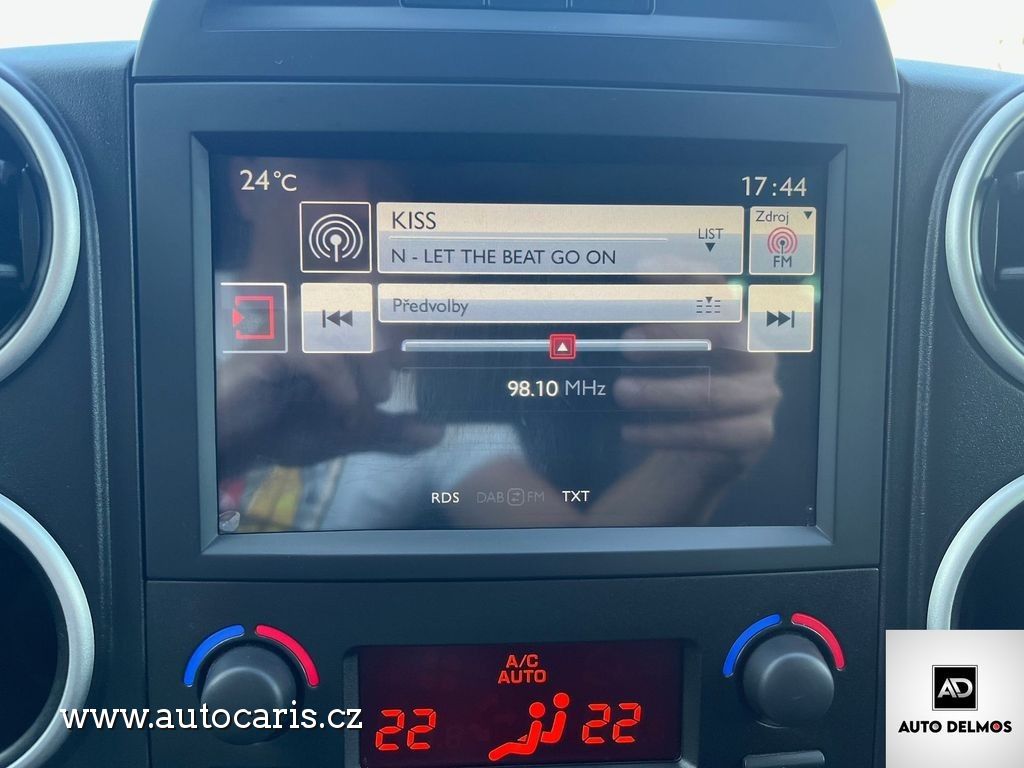 24°C
17:44
KISS
LIST
Zdroj
N - LET THE BEAT GO ON
FM
Předvolby
98.10 MHz
RDS DAB FM TXT
A/C
AUTO
22 22
www.autocaris.cz
AD
AUTO DELMOS